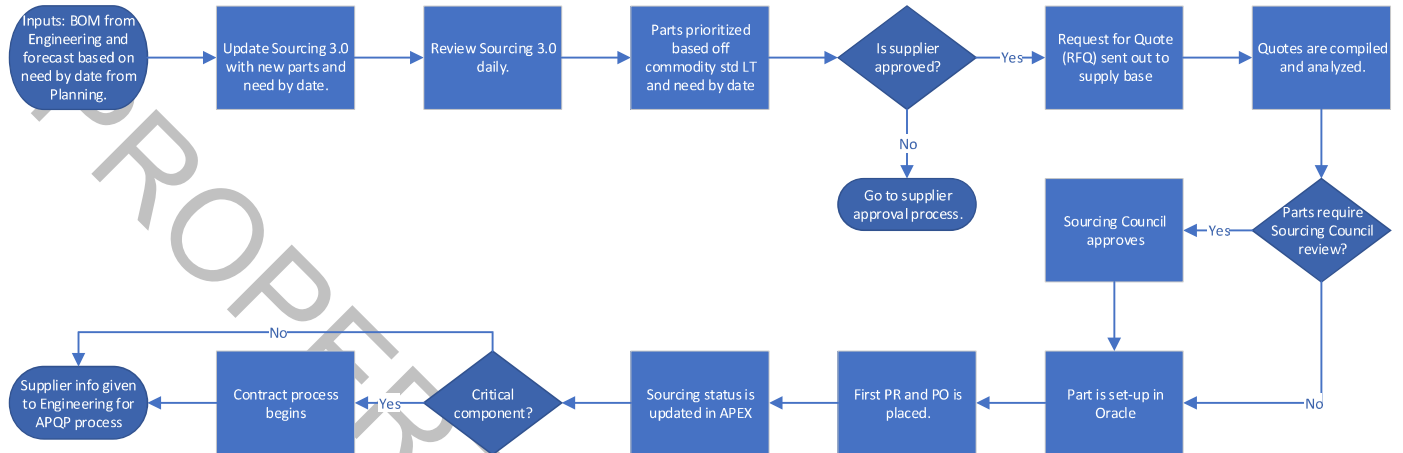 Inputs: BOM from
Engineering and
forecast based on
need by date from
Planning.
Update Sourcing 3.0
with new parts and
need by date.
Review Sourcing 3.0
daily.
Parts prioritized
based off
commodity std LT
and need by date
Is supplier
approved?
Yes
Request for Quote
(RFQ) sent out to
supply base
Quotes are compiled
and analyzed.
No
Go to supplier
approval process.
Parts require
Sourcing Council
review?
Yes
Sourcing Council
approves
No
Part is set-up in
Oracle
First PR and PO is
placed.
Sourcing status is
updated in APEX
Critical
component?
Yes
Contract process
begins
No
Supplier info given
to Engineering for
APQP process
PROPER